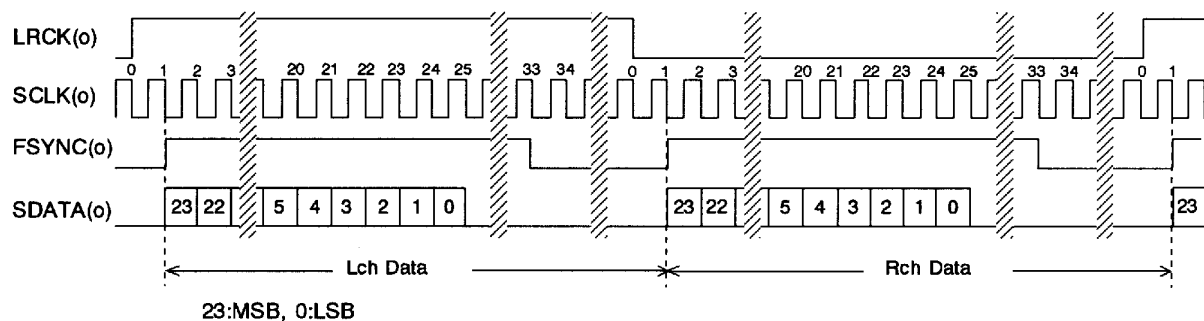 LRCK(o)
0 1 2 3 20 21 22 23 24 25 33 34 0 1 2 3 20 21 22 23 24 25 33 34 0 1
SCLK(o)
FSYNC(o)
SDATA(o) 23 22 5 4 3 2 1 0 23 22 5 4 3 2 1 0 23
Lch Data Rch Data
23:MSB, 0:LSB